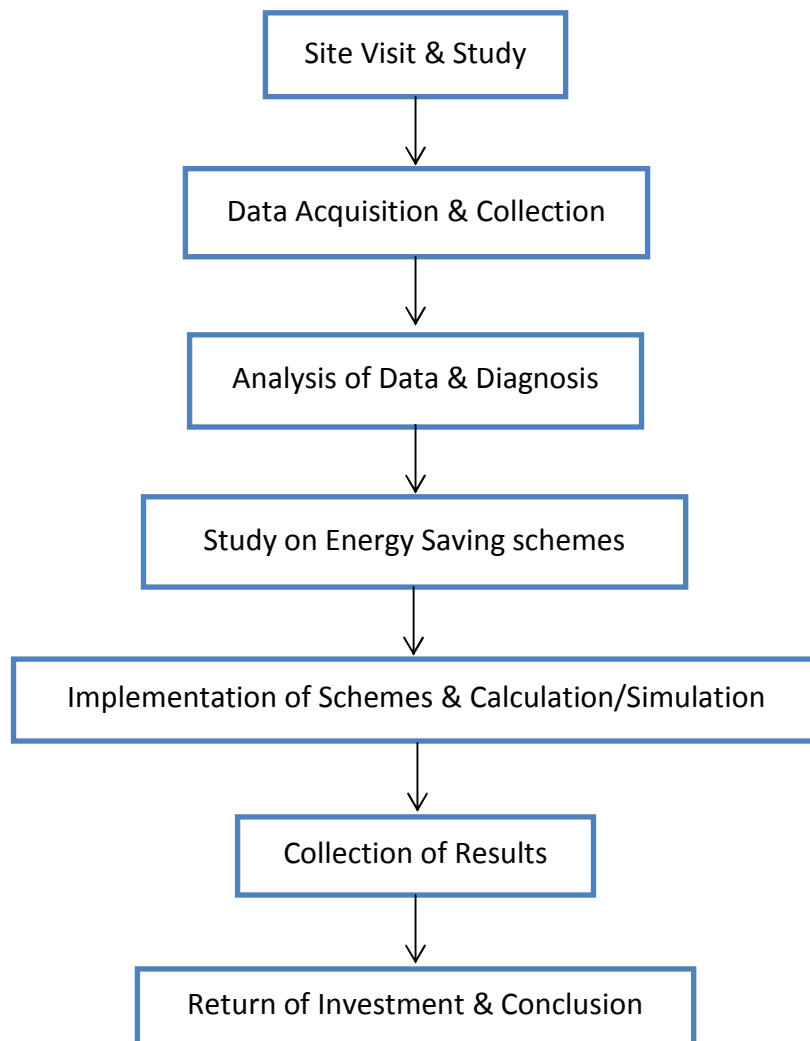 Site Visit & Study
Data Acquisition & Collection
Analysis of Data & Diagnosis
Study on Energy Saving schemes
Implementation of Schemes & Calculation/Simulation
Collection of Results
Return of Investment & Conclusion